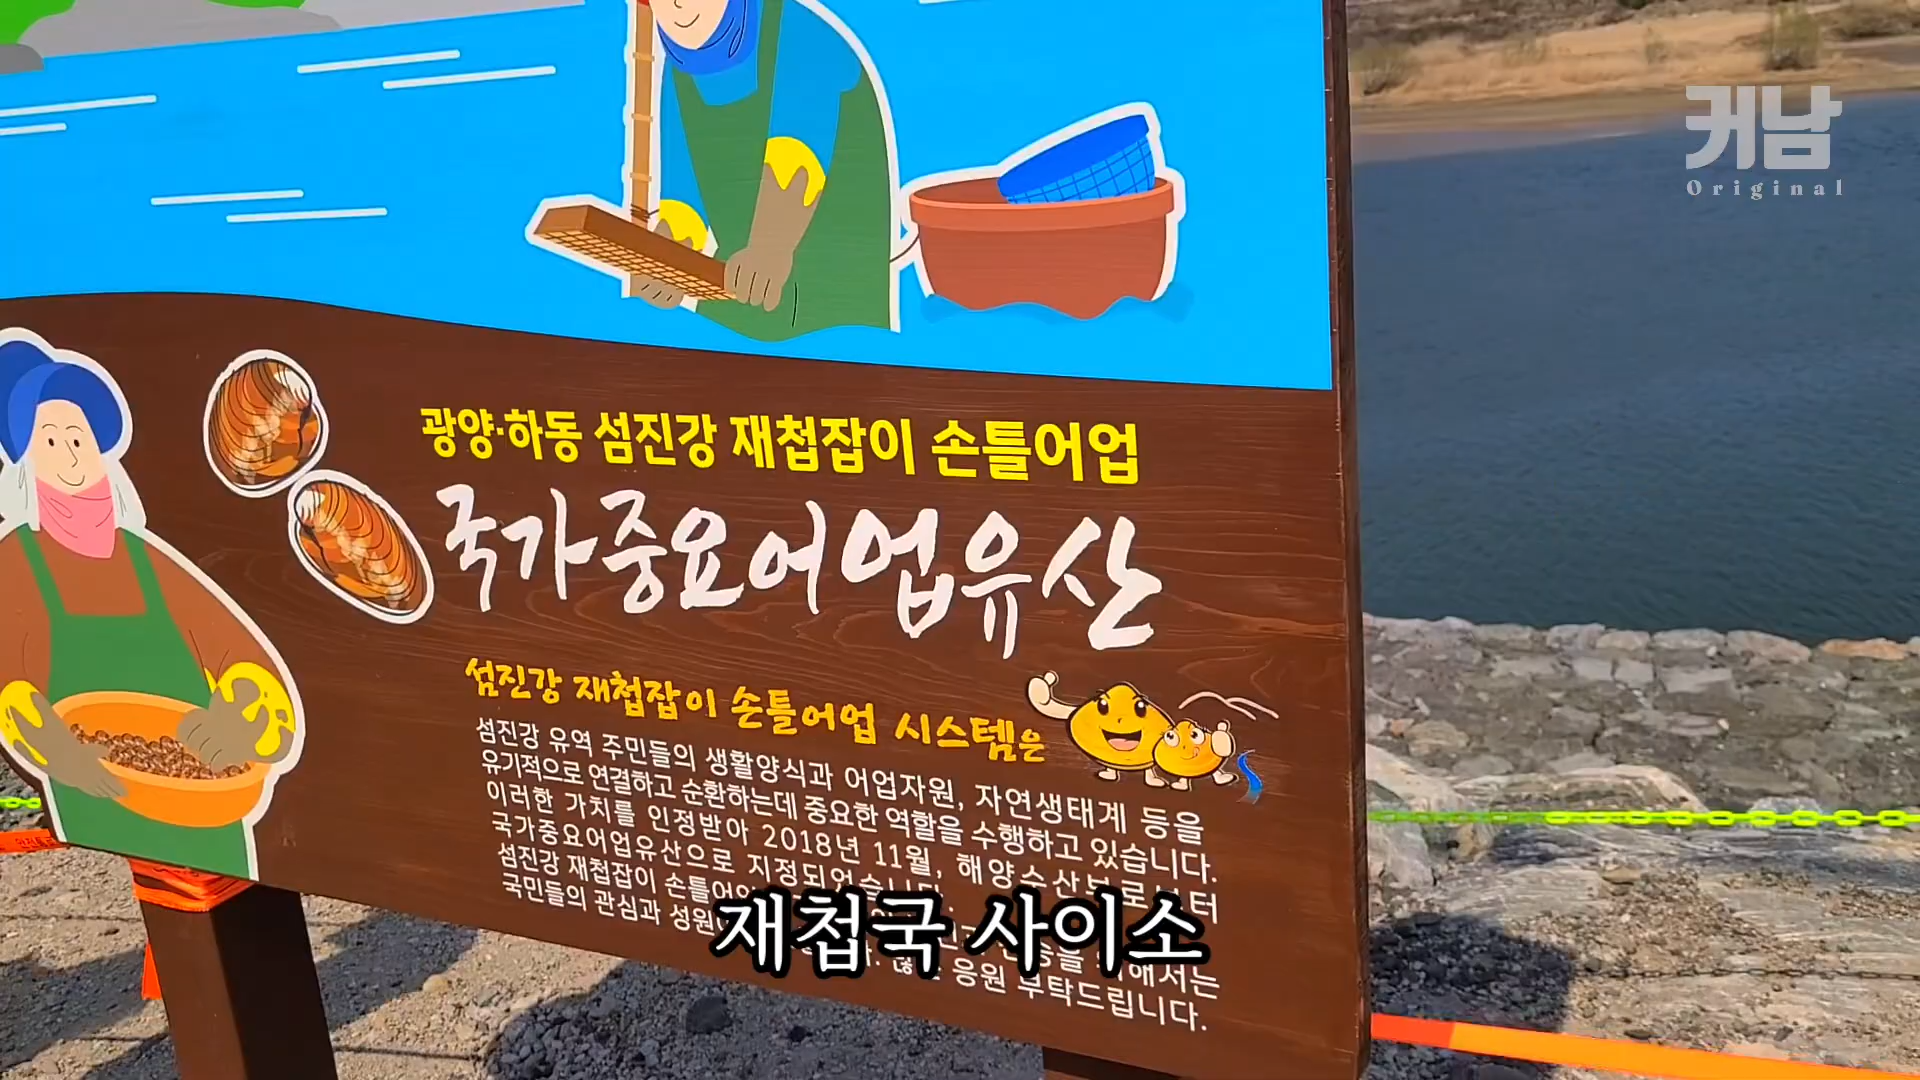 커남
Original
광양·하동 섬진강 재첩잡이 손틀어업
국가중요어업유산
섬진강 재첩잡이 손틀어업 시스템은
섬진강 유역 주민들의 생활양식과 어업자원, 자연생태계 등을
유기적으로 연결하고 순환하는데 중요한 역할을 수행하고 있습니다.
이러한 가치를 인정받아 2018년 11월, 해양수산부로부터
국가중요어업유산으로 지정되었습니다.
섬진강 재첩잡이 손틀어업 위해서는
국민들의 관심과 성원 응원 부탁드립니다.
재첩국 사이소